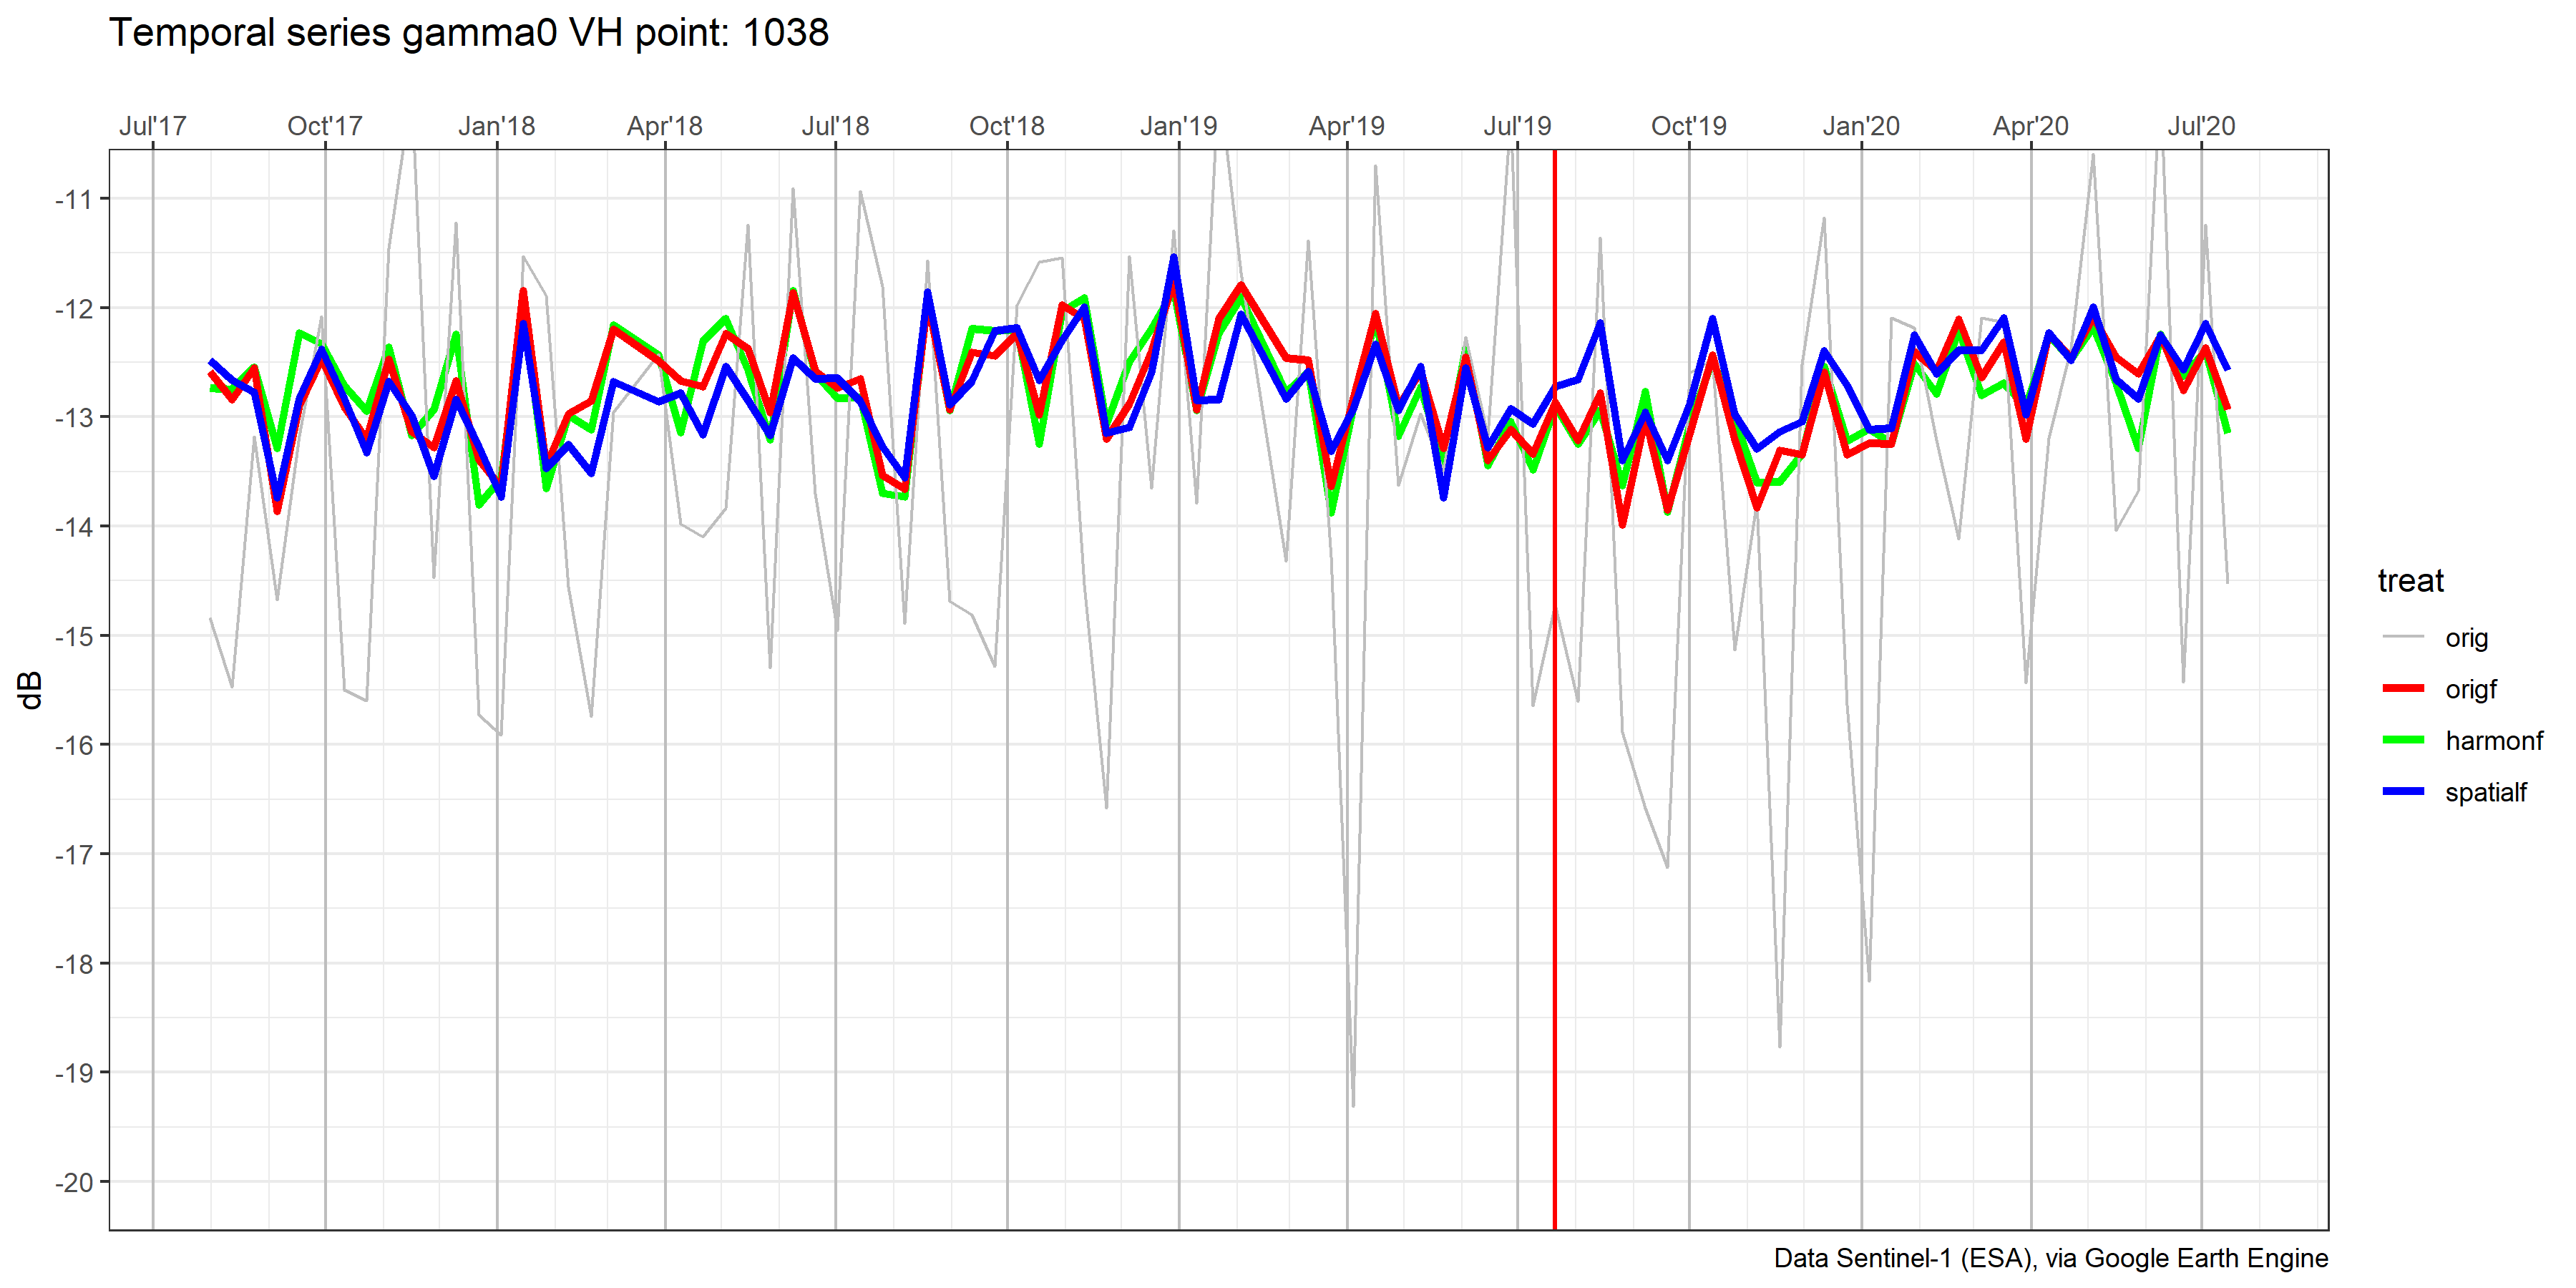 Temporal series gamma0 VH point: 1038
Jul'17 Oct'17 Jan'18 Apr'18 Jul'18 Oct'18 Jan'19 Apr'19 Jul'19 Oct'19 Jan'20 Apr'20 Jul'20
-11
-12
-13
-14
-15
-16
-17
-18
-19
-20
dB
treat
orig
origf
harmonf
spatialf
Data Sentinel-1 (ESA), via Google Earth Engine